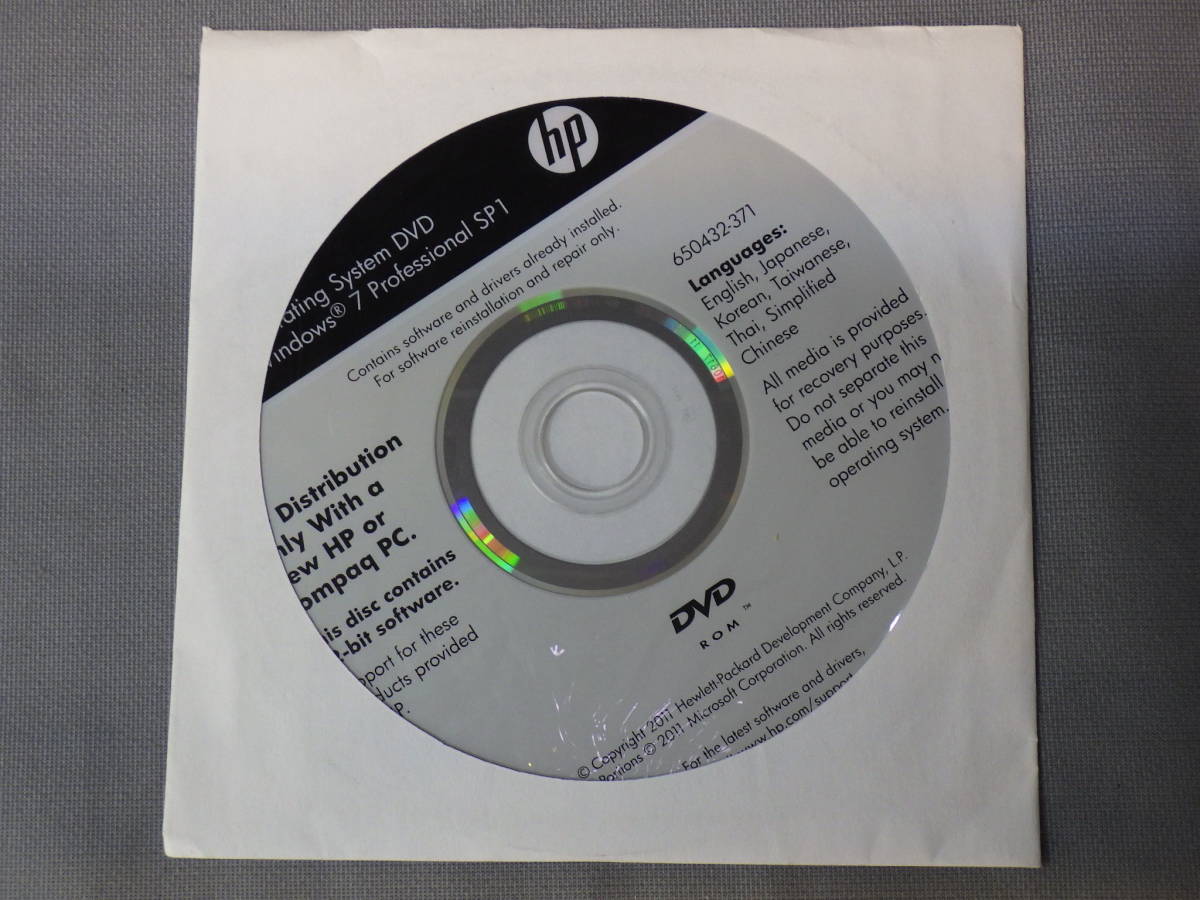 hp
rating System DVD
indows® 7 Professional SP1
Contains software and drivers already installed.
For software reinstallation and repair only.
650432-371
Languages:
English, Japanese,
Korean, Taiwanese,
Thai, Simplified
Chinese
All media is provided
for recovery purposes.
Do not separate this
media or you may n
be able to reinstall
operating system.
Distribution
nly With a
ew HP or
ompaq PC.
is disc contains
-bit software.
pport for these
ducts provided
P.
DVD
ROM™
© Copyright 2011 Hewlett-Packard Development Company, L.P.
Portions © 2011 Microsoft Corporation. All rights reserved.
For the latest software and drivers,
www.hp.com/support